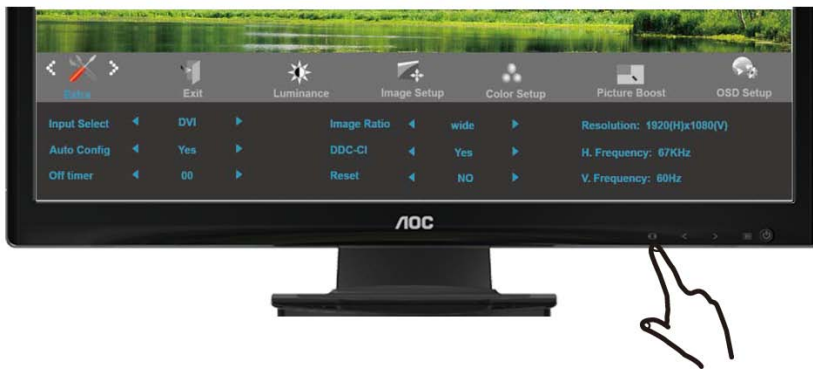 Extra Exit Luminance Image Setup Color Setup Picture Boost OSD Setup
Input Select DVI Image Ratio wide Resolution: 1920(H)x1080(V)
Auto Config Yes DDC-CI Yes H. Frequency: 67KHz
Off timer 00 Reset NO V. Frequency: 60Hz
AOC